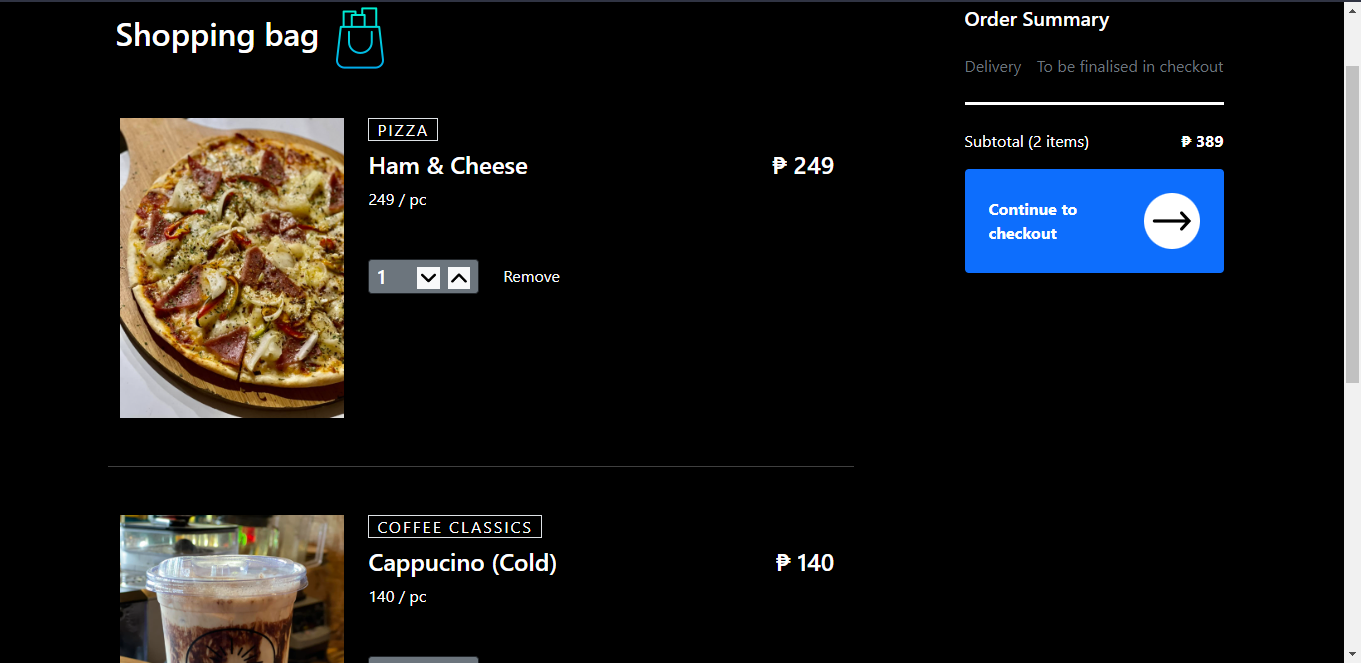 Shopping bag
PIZZA
Ham & Cheese
₱ 249
249 / pc
1
Remove
COFFEE CLASSICS
Cappucino (Cold)
₱ 140
140 / pc
Order Summary
Delivery To be finalised in checkout
Subtotal (2 items) ₱ 389
Continue to
checkout